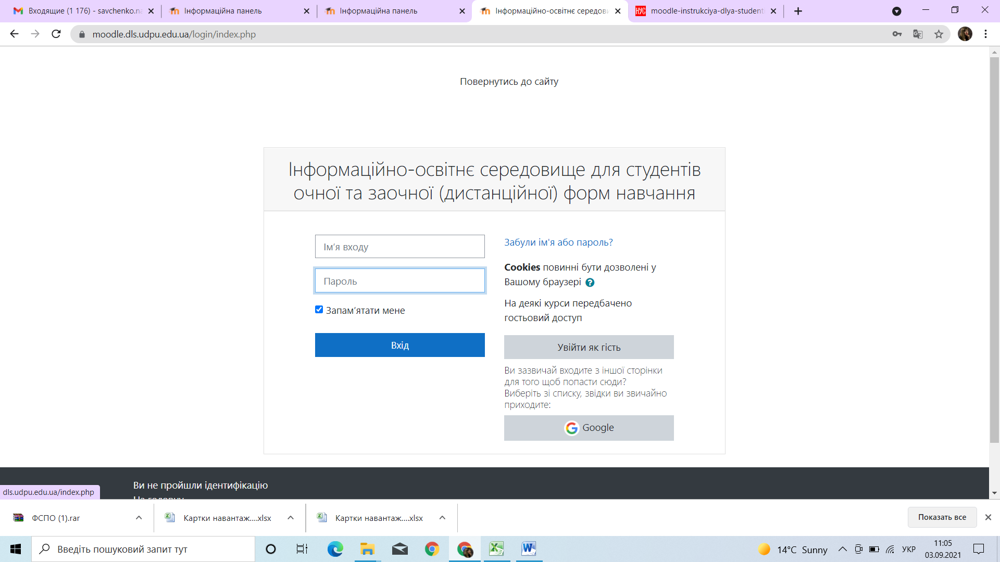 Входящие (1 176) - savchenko.na
Інформаційна панель
Інформаційна панель
Інформаційно-освітнє середови
НУС
moodle-instrukciya-dlya-student
moodle.dls.udpu.edu.ua/login/index.php
Повернутись до сайту
Інформаційно-освітнє середовище для студентів
очної та заочної (дистанційної) форм навчання
Ім'я входу
Пароль
Запам'ятати мене
Вхід
Забули ім'я або пароль?
Cookies повинні бути дозволені у
Вашому браузері ?
На деякі курси передбачено
гостьовий доступ
Увійти як гість
Ви зазвичай входите з іншої сторінки
для того щоб попасти сюди?
Виберіть зі списку, звідки ви звичайно
приходите:
Google
Ви не пройшли ідентифікацію
На головну
dls.udpu.edu.ua/index.php
ФСПО (1).rar
Картки навантаж....xlsx
Картки навантаж....xlsx
Показать все
Введіть пошуковий запит тут
14°C Sunny
УКР
11:05
03.09.2021